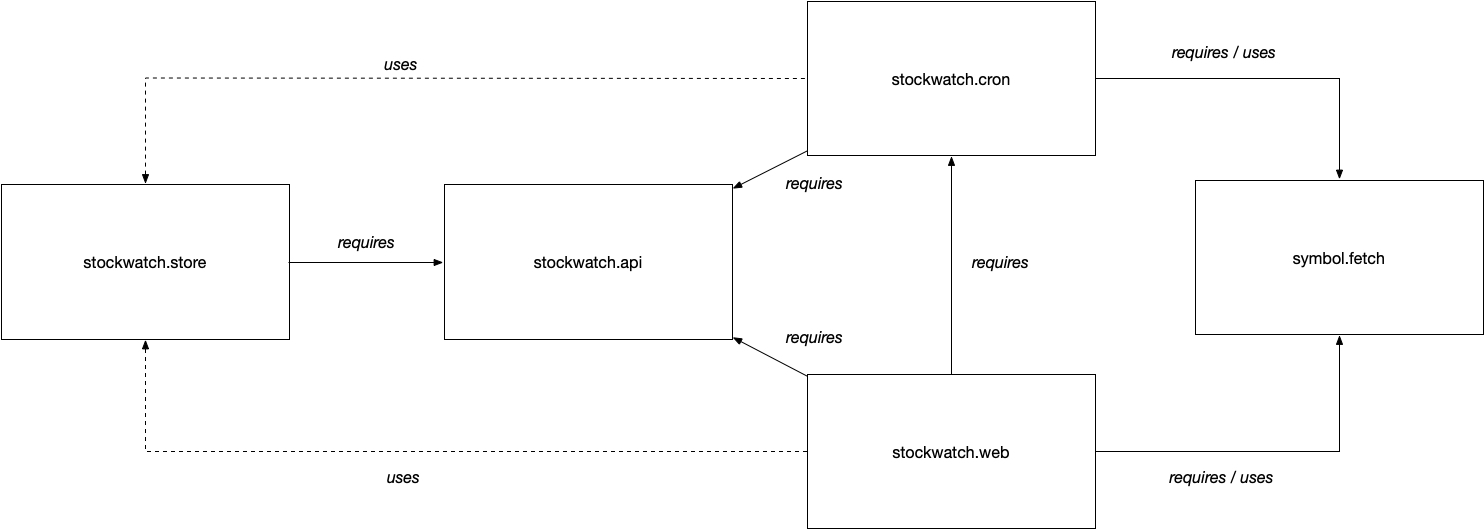 stockwatch.cron
requires / uses
uses
requires
stockwatch.store
requires
stockwatch.api
requires
symbol.fetch
requires
stockwatch.web
uses
requires / uses